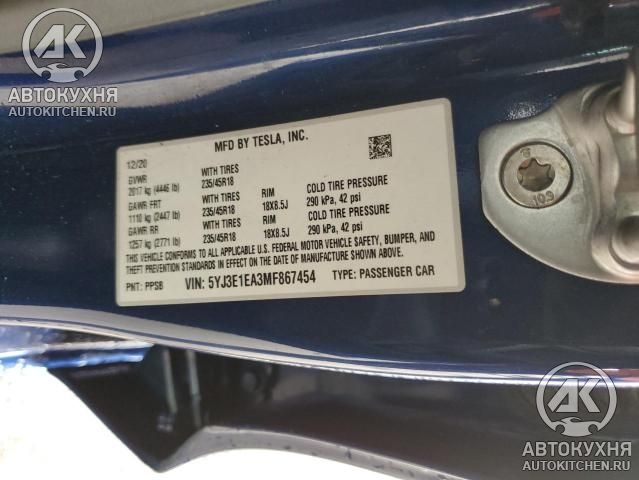 АК
АВТОКУХНЯ
AUTOKITCHEN.RU
MFD BY TESLA, INC.
12/20
GVWR WITH TIRES
2017 kg (4446 lb) 235/45R18
GAWR FRT WITH TIRES RIM COLD TIRE PRESSURE
1110 kg (2447 lb) 235/45R18 18X8.5J 290 kPa, 42 psi
GAWR RR WITH TIRES RIM COLD TIRE PRESSURE
1257 kg (2771 lb) 235/45R18 18X8.5J 290 kPa, 42 psi
THIS VEHICLE CONFORMS TO ALL APPLICABLE U.S. FEDERAL MOTOR VEHICLE SAFETY, BUMPER, AND
THEFT PREVENTION STANDARDS IN EFFECT ON THE DATE OF MANUFACTURE SHOWN ABOVE.
PNT: PPSB VIN: 5YJ3E1EA3MF867454 TYPE: PASSENGER CAR
10.9
АК
АВТОКУХНЯ
AUTOKITCHEN.RU